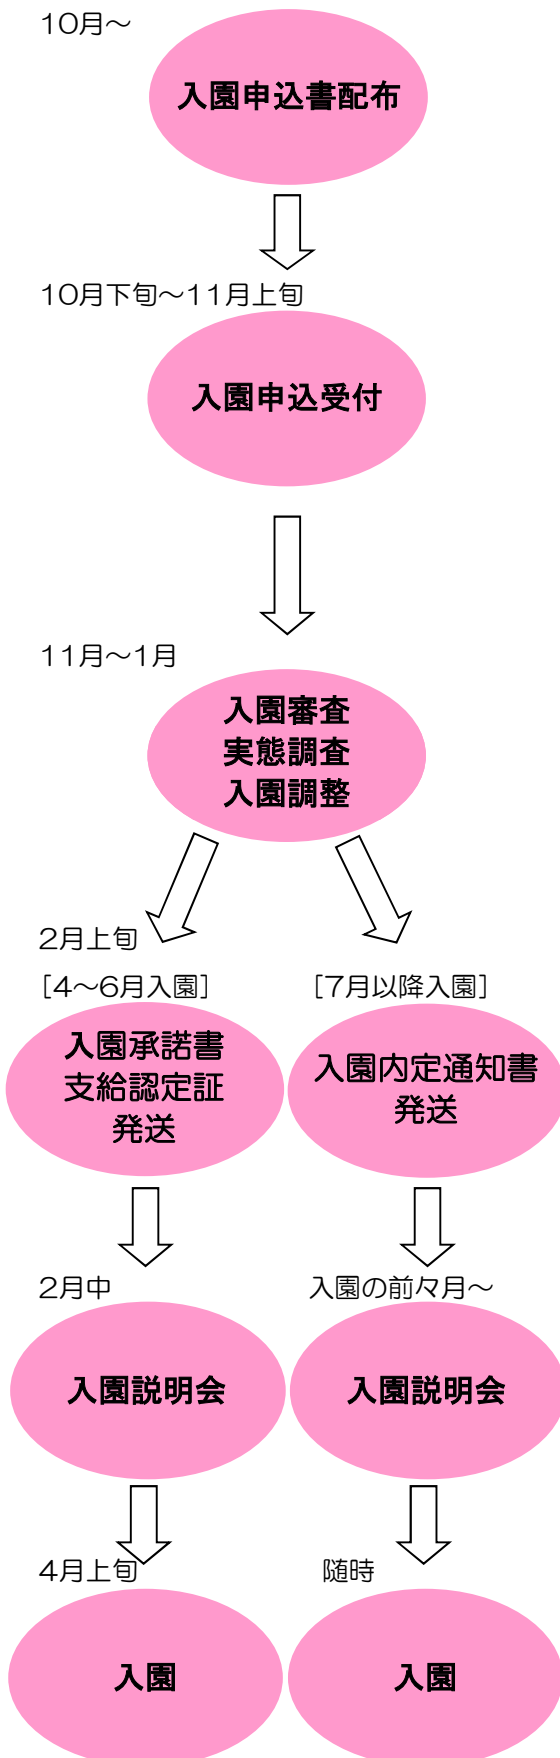 10月～
入園申込書配布
10月下旬～11月上旬
入園申込受付
11月～1月
入園審査
実態調査
入園調整
2月上旬
[4～6月入園]
入園承諾書
支給認定証
発送
2月中
入園説明会
4月上旬
入園
[7月以降入園]
入園内定通知書
発送
入園の前々月～
入園説明会
随時
入園